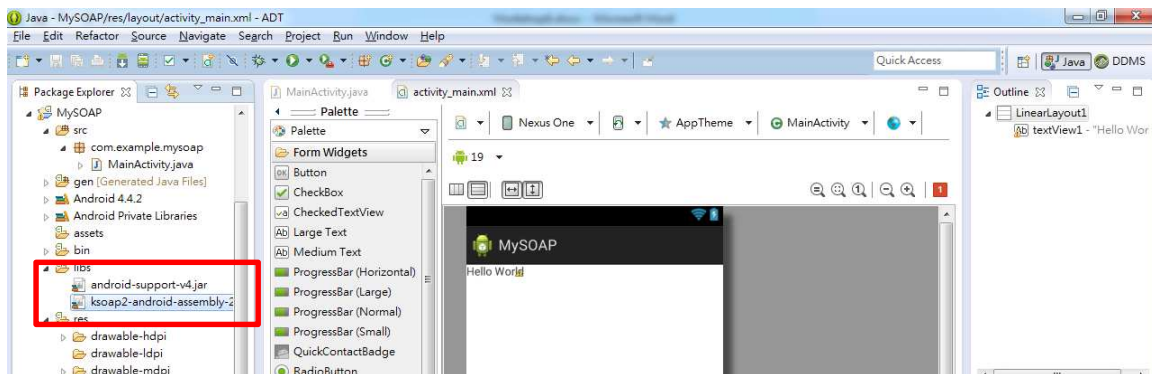 Java - MySOAP/res/layout/activity_main.xml - ADT
File Edit Refactor Source Navigate Search Project Run Window Help
Quick Access
Java
DDMS
Package Explorer
MySOAP
src
com.example.mysoap
MainActivity.java
gen [Generated Java Files]
Android 4.4.2
Android Private Libraries
assets
bin
libs
android-support-v4.jar
ksoap2-android-assembly-2
res
drawable-hdpi
drawable-ldpi
drawable-mdpi
MainActivity.java
activity_main.xml
Palette
Palette
Form Widgets
OK Button
CheckBox
CheckedTextView
Ab Large Text
Ab Medium Text
ProgressBar (Horizontal)
ProgressBar (Large)
ProgressBar (Normal)
ProgressBar (Small)
QuickContactBadge
RadioButton
Nexus One
AppTheme
MainActivity
19
1
MySOAP
Hello World
Outline
LinearLayout1
Ab textView1 - "Hello Wor